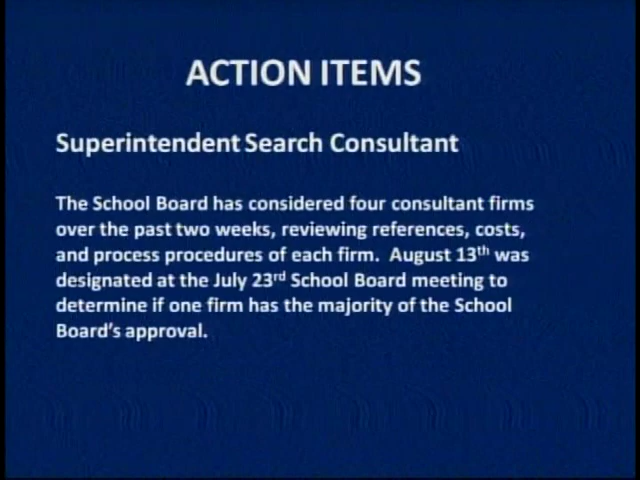 ACTION ITEMS
Superintendent Search Consultant
The School Board has considered four consultant firms
over the past two weeks, reviewing references, costs,
and process procedures of each firm.  August 13th was
designated at the July 23rd School Board meeting to
determine if one firm has the majority of the School
Board's approval.